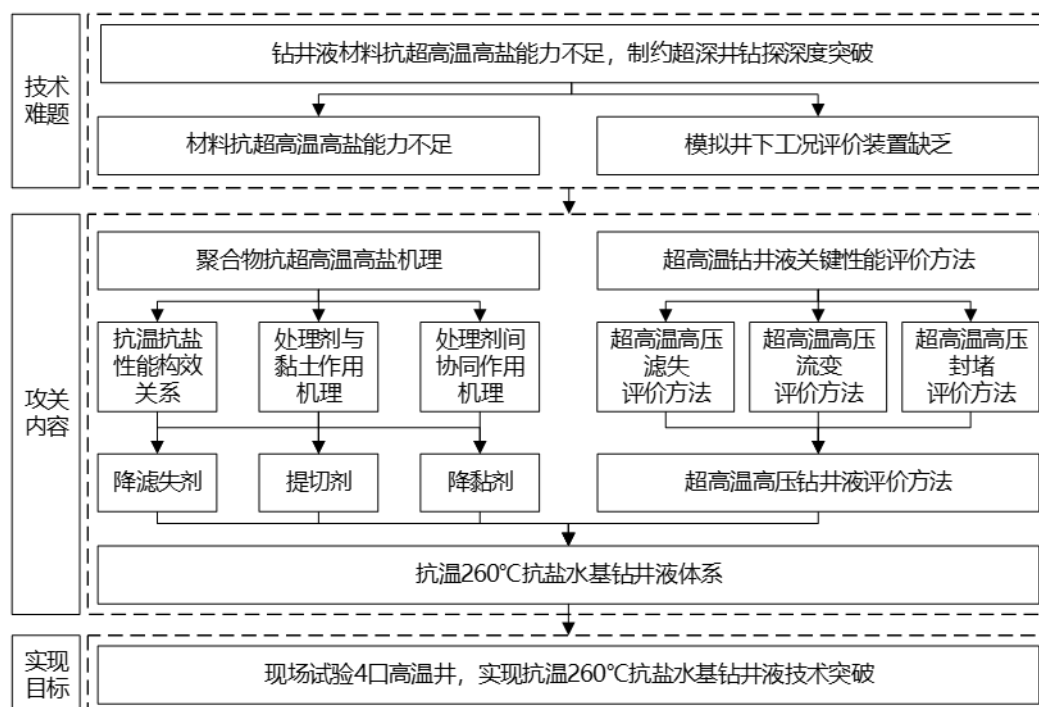 技术
难题
钻井液材料抗超高温高盐能力不足，制约超深井钻探深度突破
材料抗超高温高盐能力不足
模拟井下工况评价装置缺乏
攻关
内容
聚合物抗超高温高盐机理
超高温钻井液关键性能评价方法
抗温抗盐
性能构效
关系
处理剂与
黏土作用
机理
处理剂间
协同作用
机理
超高温高压
滤失
评价方法
超高温高压
流变
评价方法
超高温高压
封堵
评价方法
降滤失剂
提切剂
降黏剂
超高温高压钻井液评价方法
抗温260℃抗盐水基钻井液体系
实现
目标
现场试验4口高温井，实现抗温260℃抗盐水基钻井液技术突破